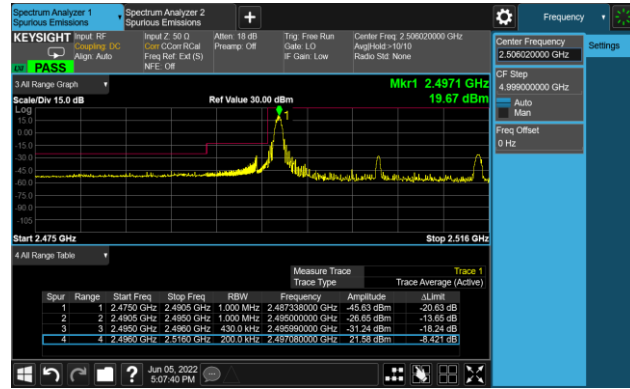 Spectrum Analyzer 1
Spurious Emissions
Spectrum Analyzer 2
Spurious Emissions
Frequency
KEYSIGHT
Input: RF
Coupling: DC
Align: Auto
Input Z: 50 Ω
Corr CCorr RCal
Freq Ref: Ext (S)
NFE: Off
Atten: 18 dB
Preamp: Off
Trig: Free Run
Gate: LO
IF Gain: Low
Center Freq: 2.506020000 GHz
Avg|Hold:>10/10
Radio Std: None
PASS
Center Frequency
2.506020000 GHz
Settings
CF Step
4.999000000 GHz
Auto
Man
Freq Offset
0 Hz
3 All Range Graph
Mkr1 2.4971 GHz
Scale/Div 15.0 dB
Ref Value 30.00 dBm
19.67 dBm
Log
15.0
0.00
-15.0
-30.0
-45.0
-60.0
-75.0
-90.0
-105
1
Start 2.475 GHz
Stop 2.516 GHz
4 All Range Table
Measure Trace Trace 1
Trace Type Trace Average (Active)
Spur Range Start Freq Stop Freq RBW Frequency Amplitude ΔLimit
1 1 2.4750 GHz 2.4905 GHz 1.000 MHz 2.487338000 GHz -45.63 dBm -20.63 dB
2 2 2.4905 GHz 2.4950 GHz 1.000 MHz 2.495000000 GHz -26.65 dBm -13.65 dB
3 3 2.4950 GHz 2.4960 GHz 430.0 kHz 2.495990000 GHz -31.24 dBm -18.24 dB
4 4 2.4960 GHz 2.5160 GHz 200.0 kHz 2.497080000 GHz 21.58 dBm -8.421 dB
Jun 05, 2022
5:07:40 PM